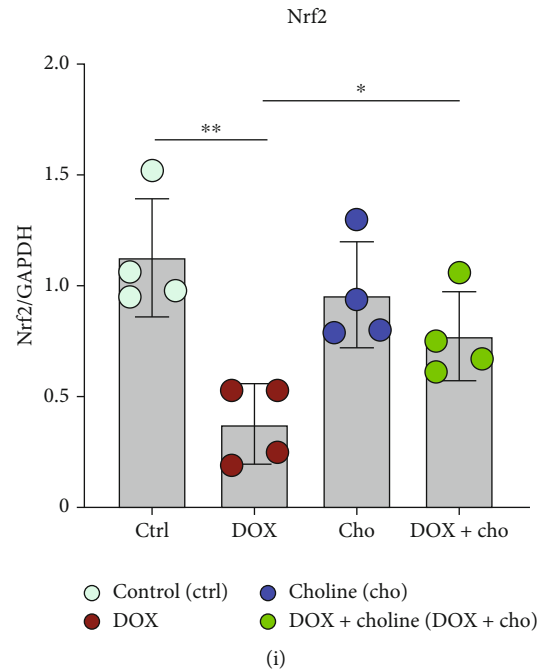 Nrf2
2.0
*
**
1.5
Nrf2/GAPDH
1.0
0.5
0
Ctrl DOX Cho DOX + cho
Control (ctrl) Choline (cho)
DOX DOX + choline (DOX + cho)
(i)